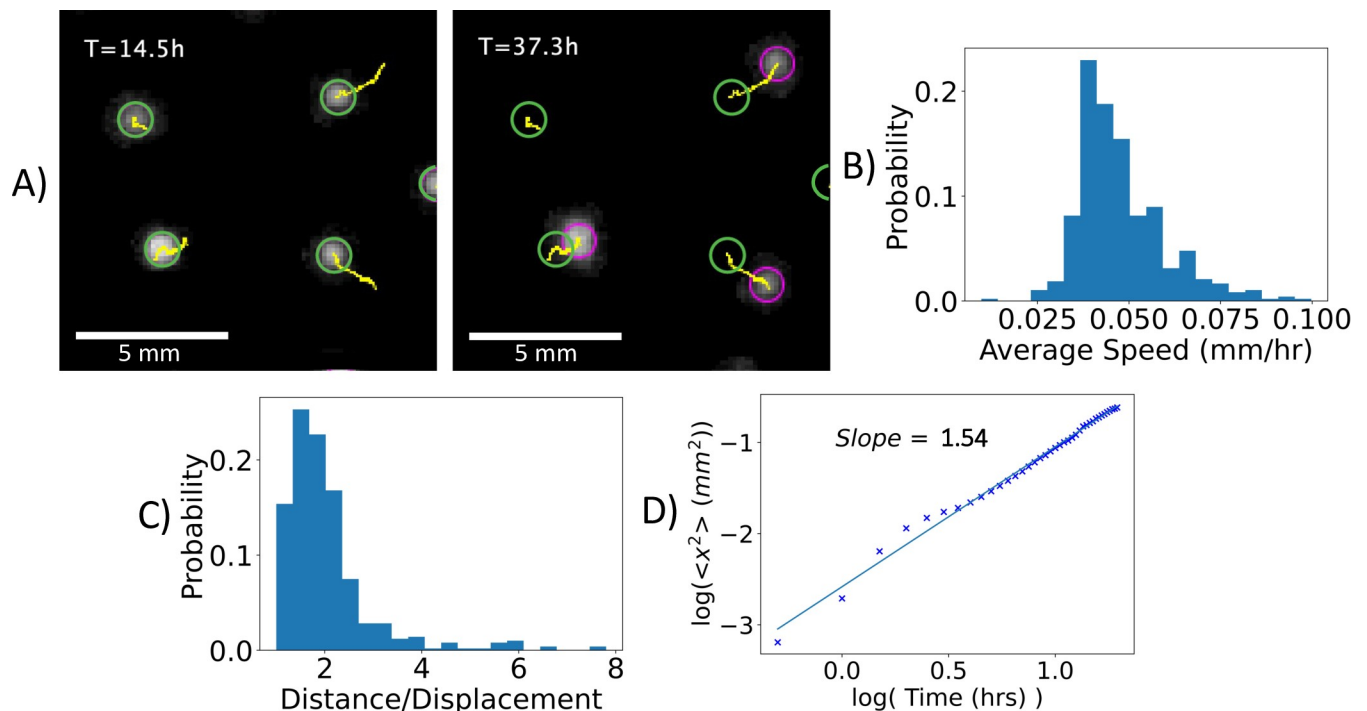 A)
T=14.5h
5 mm
T=37.3h
5 mm
B)
Probability
0.2
0.1
0.0
0.025 0.050 0.075 0.100
Average Speed (mm/hr)
C)
Probability
0.2
0.1
0.0
2 4 6 8
Distance/Displacement
D)
log(<x²> (mm²))
−1
−2
−3
Slope = 1.54
0.0 0.5 1.0
log( Time (hrs) )